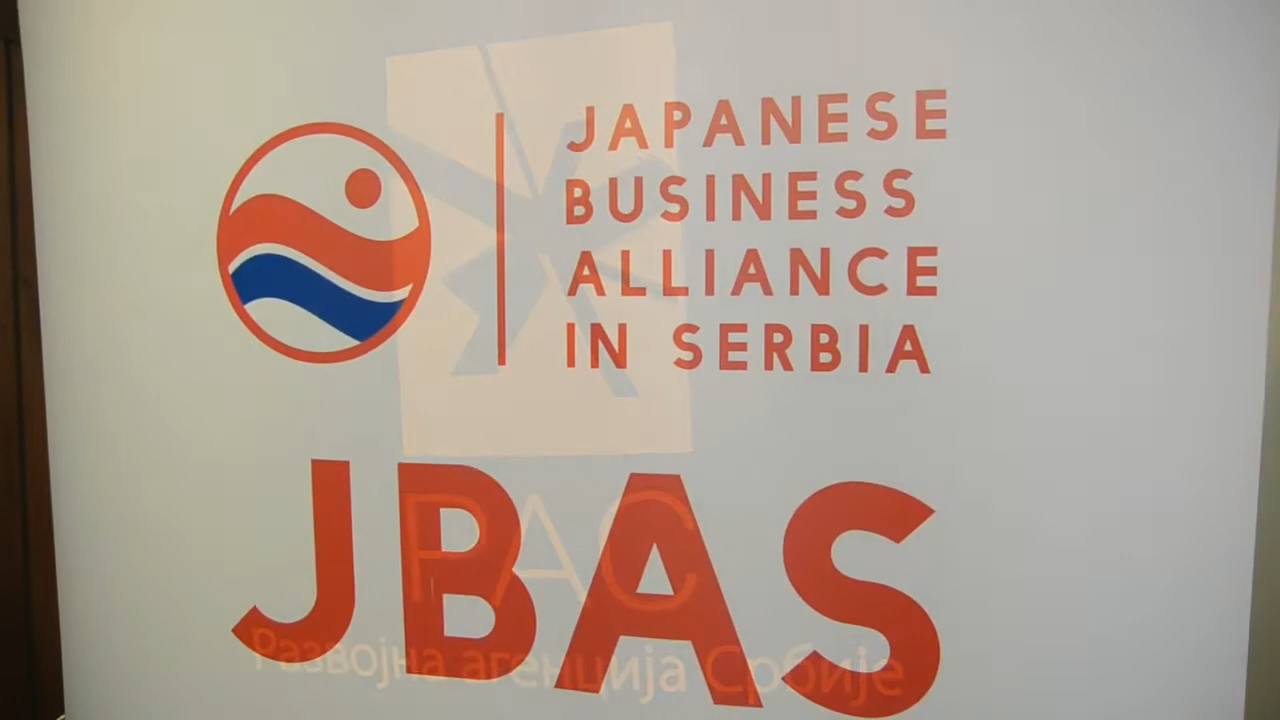 JAPANESE
BUSINESS
ALLIANCE
IN SERBIA
JBAS
РАС
Развојна агенција Србије